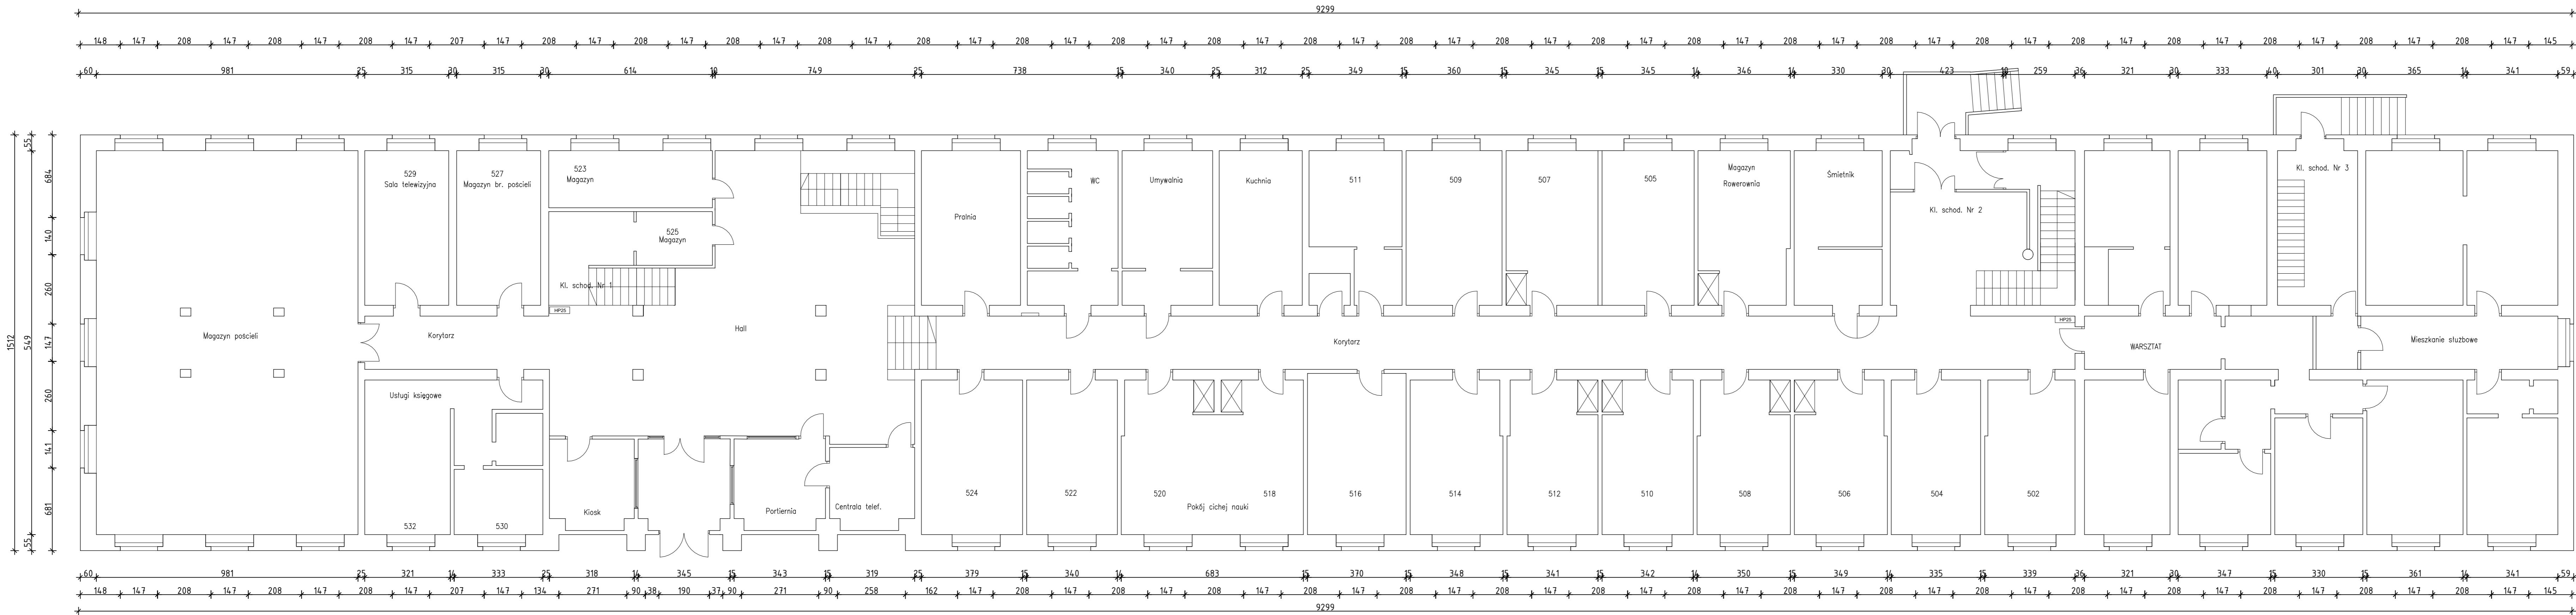 9299
148 147 208 147 208 147 208 147 207 147 208 147 208 147 208 147 208 147 208 147 208 147 208 147 208 147 208 147 208 147 208 147 208 147 208 147 208 147 208 147 208 147 208 147 208 147 208 147 208 147 208 147 145
60 981 25 315 30 315 30 614 10 749 25 738 15 340 25 312 25 349 15 360 15 345 15 345 14 346 14 330 30 423 10 259 36 321 30 333 40 301 30 365 14 341 59
1512
55 549 55
684 140 260 147 260 141 681
529
Sala telewizyjna
527
Magazyn br. pościeli
523
Magazyn
525
Magazyn
Kl. schod. Nr 1
HP25
Pralnia
WC
Umywalnia
Kuchnia
511
509
507
505
Magazyn
Rowerownia
Śmietnik
Kl. schod. Nr 2
Kl. schod. Nr 3
HP25
Magazyn pościeli
Korytarz
Hall
Korytarz
WARSZTAT
Mieszkanie służbowe
Usługi księgowe
532
530
Kiosk
Portiernia
Centrala telef.
524
522
520
518
Pokój cichej nauki
516
514
512
510
508
506
504
502
60 981 25 321 14 333 25 318 14 345 15 343 15 319 25 379 15 340 14 683 15 370 15 348 15 341 15 342 14 350 15 349 14 335 15 339 36 321 30 347 15 330 15 361 14 341 59
148 147 208 147 208 147 208 147 207 147 134 271 90 38 190 37 90 271 90 258 162 147 208 147 208 147 208 147 208 147 208 147 208 147 208 147 208 147 208 147 208 147 208 147 208 147 208 147 208 147 208 147 208 147 145
9299